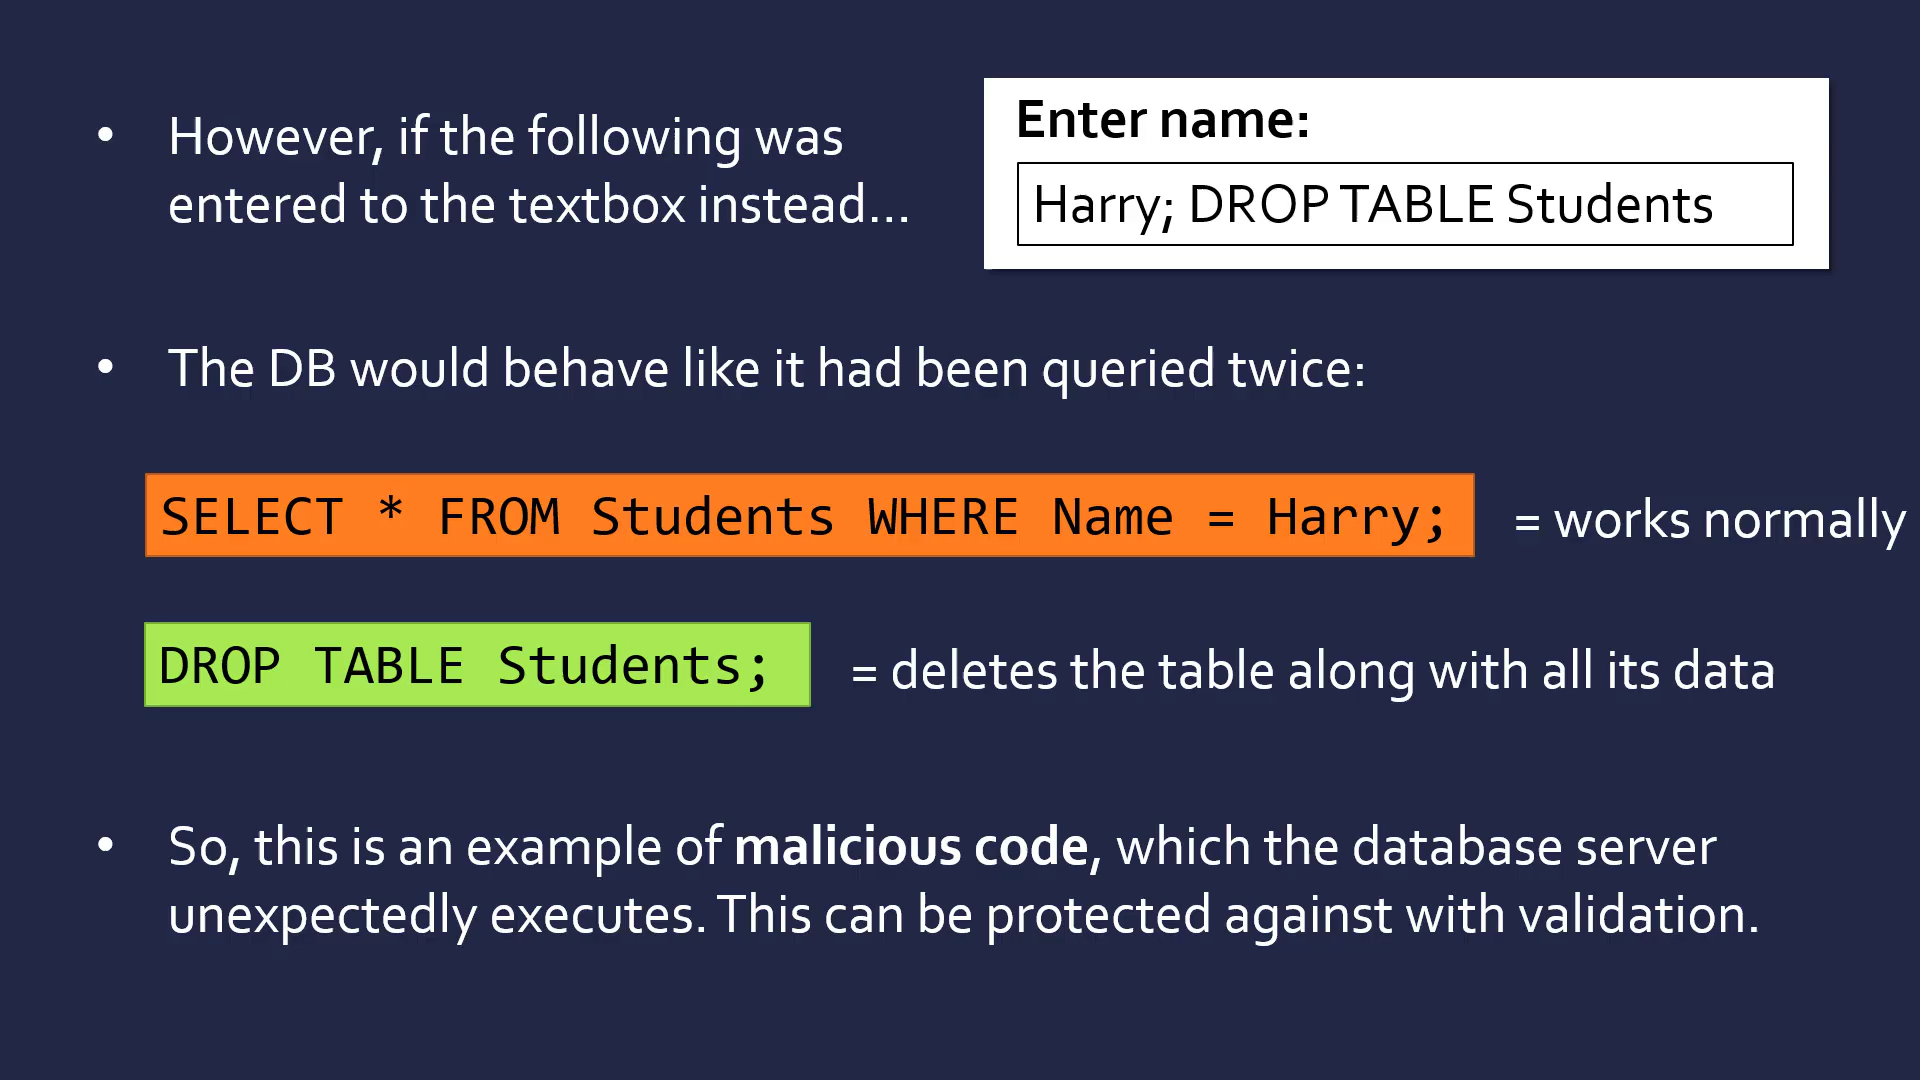 • However, if the following was
entered to the textbox instead...
Enter name:
Harry; DROP TABLE Students
• The DB would behave like it had been queried twice:
SELECT * FROM Students WHERE Name = Harry;
= works normally
DROP TABLE Students;
= deletes the table along with all its data
• So, this is an example of malicious code, which the database server
unexpectedly executes. This can be protected against with validation.